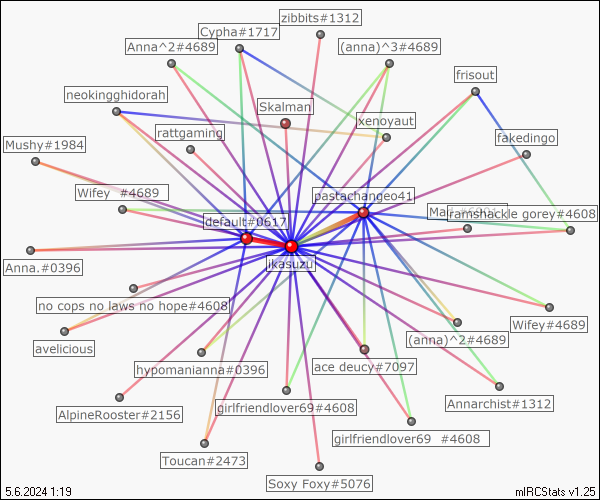 zibbits#1312
Cypha#1717
Anna^2#4689
(anna)^3#4689
frisout
neokingghidorah
Skalman
xenoyaut
rattgaming
fakedingo
Mushy#1984
Wifey #4689
pastachangeo41
ramshackle gorey#4608
default#0617
ikasuzu
Anna.#0396
no cops no laws no hope#4608
Wifey#4689
(anna)^2#4689
avelicious
hypomanianna#0396
ace deucy#7097
AlpineRooster#2156
girlfriendlover69#4608
Annarchist#1312
girlfriendlover69 #4608
Toucan#2473
Soxy Foxy#5076
5.6.2024 1:19
mIRCStats v1.25